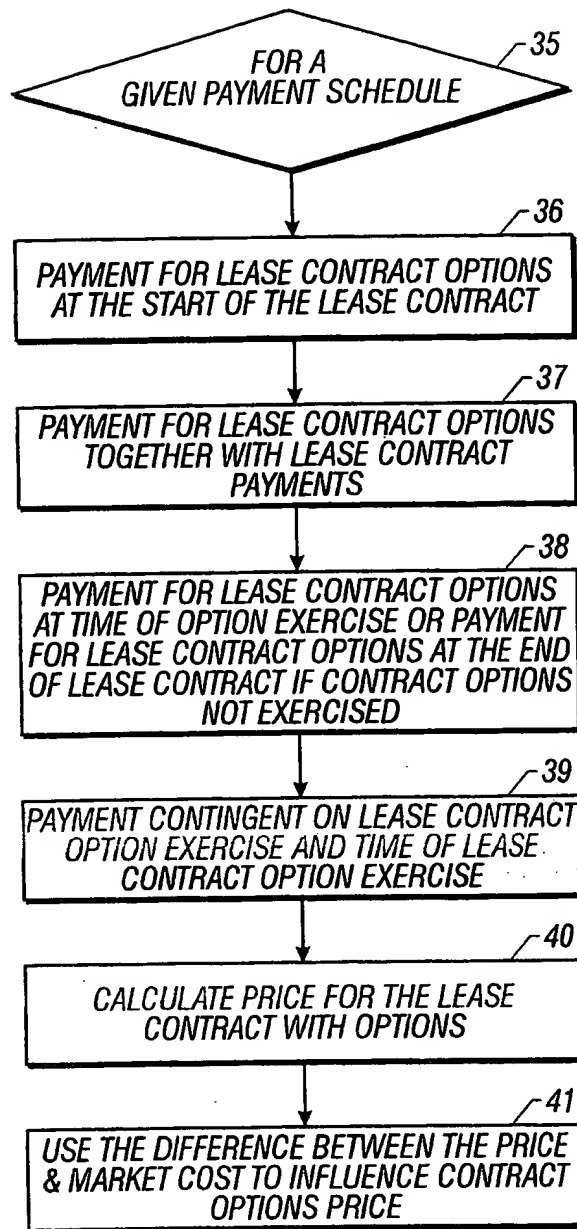 35
FOR A
GIVEN PAYMENT SCHEDULE
36
PAYMENT FOR LEASE CONTRACT OPTIONS
AT THE START OF THE LEASE CONTRACT
37
PAYMENT FOR LEASE CONTRACT OPTIONS
TOGETHER WITH LEASE CONTRACT
PAYMENTS
38
PAYMENT FOR LEASE CONTRACT OPTIONS
AT TIME OF OPTION EXERCISE OR PAYMENT
FOR LEASE CONTRACT OPTIONS AT THE END
OF LEASE CONTRACT IF CONTRACT OPTIONS
NOT EXERCISED
39
PAYMENT CONTINGENT ON LEASE CONTRACT
OPTION EXERCISE AND TIME OF LEASE
CONTRACT OPTION EXERCISE
40
CALCULATE PRICE FOR THE LEASE
CONTRACT WITH OPTIONS
41
USE THE DIFFERENCE BETWEEN THE PRICE
& MARKET COST TO INFLUENCE CONTRACT
OPTIONS PRICE